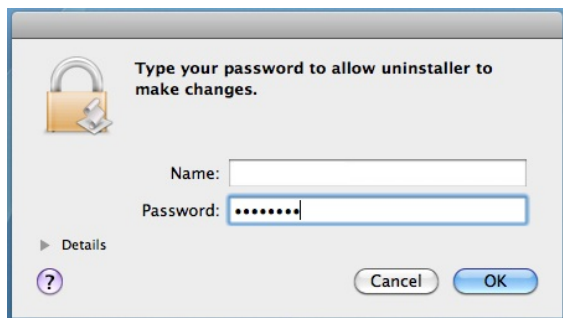 Type your password to allow uninstaller to
make changes.
Name:
Password: ••••••••
Details
?
Cancel
OK